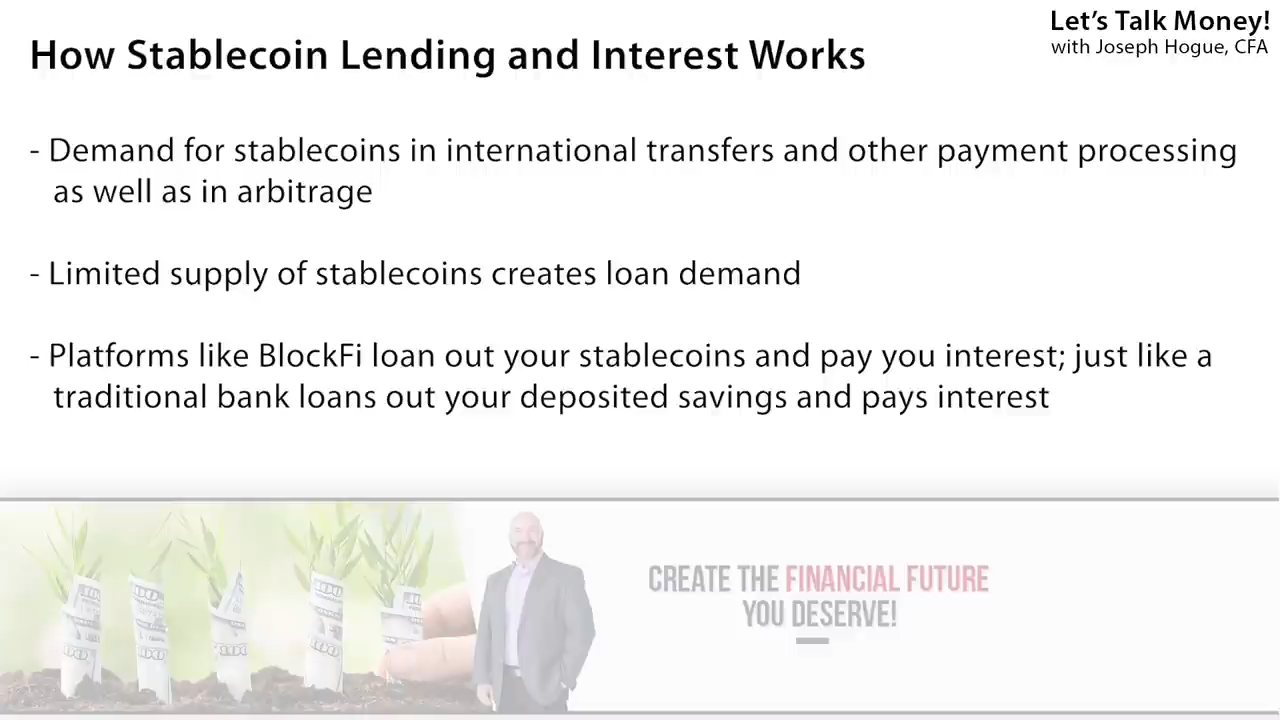 Let's Talk Money!
with Joseph Hogue, CFA
How Stablecoin Lending and Interest Works
- Demand for stablecoins in international transfers and other payment processing
as well as in arbitrage
- Limited supply of stablecoins creates loan demand
- Platforms like BlockFi loan out your stablecoins and pay you interest; just like a
traditional bank loans out your deposited savings and pays interest
CREATE THE FINANCIAL FUTURE
YOU DESERVE!